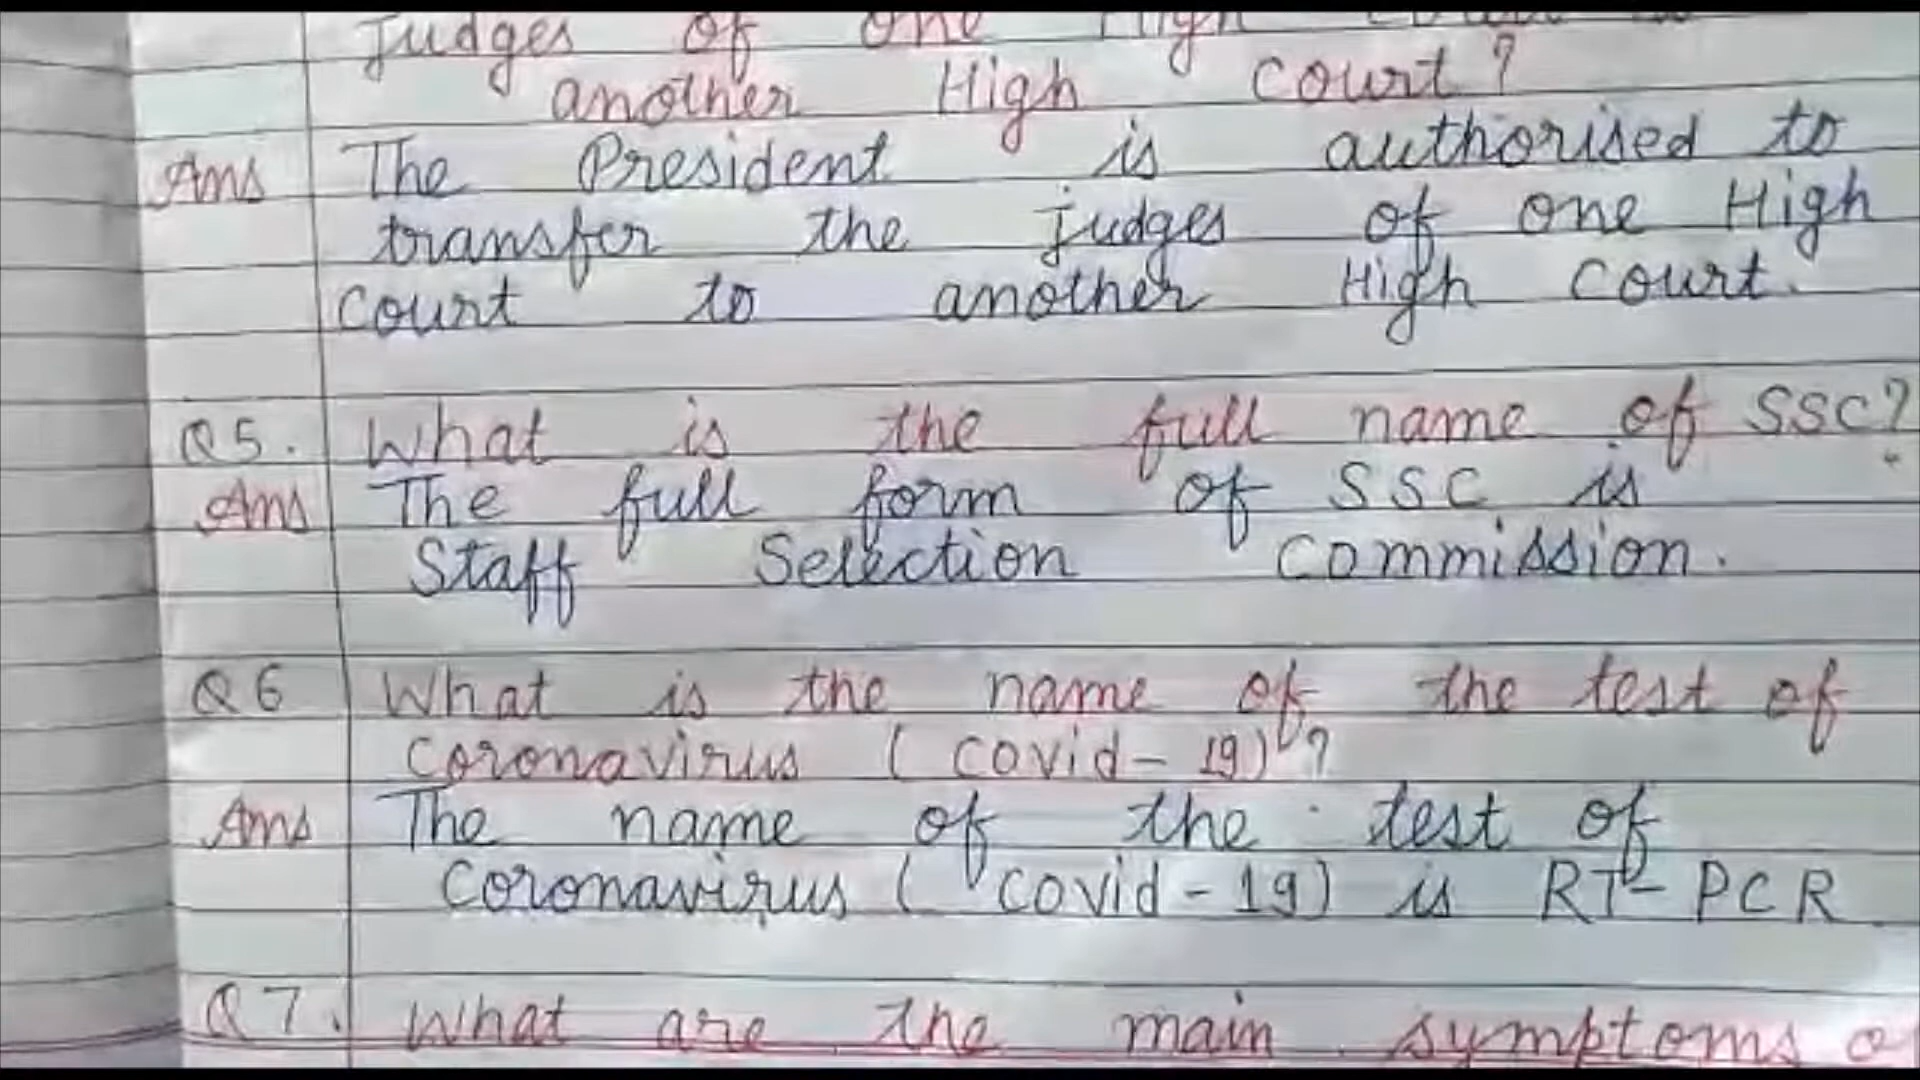 judges of one High Court to
another High Court?
Ans The President is authorised to
transfer the judges of one High
Court to another High Court.
Q5. What is the full name of SSC?
Ans The full form of SSC is
Staff Selection Commission.
Q6 What is the name of the test of
Coronavirus (Covid-19)?
Ans The name of the test of
Coronavirus (Covid-19) is RT-PCR
Q7. What are the main symptoms